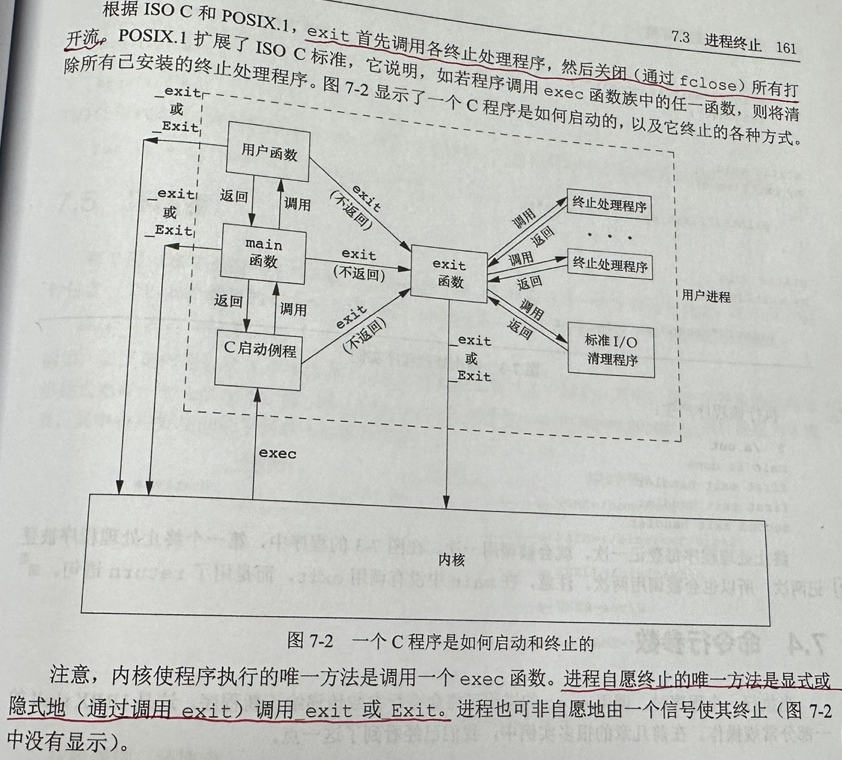 7.3 进程终止 161
根据 ISO C 和 POSIX.1，exit 首先调用各终止处理程序，然后关闭（通过 fclose）所有打
开流。POSIX.1 扩展了 ISO C 标准，它说明，如若程序调用 exec 函数族中的任一函数，则将清
除所有已安装的终止处理程序。图 7-2 显示了一个 C 程序是如何启动的，以及它终止的各种方式。
_exit
或
_Exit
用户函数
_exit
或
_Exit
返回
调用
exit
(不返回)
main
函数
exit
(不返回)
返回
调用
exit
(不返回)
C 启动例程
exit
函数
调用
返回
终止处理程序
. . .
调用
返回
终止处理程序
调用
返回
标准 I/O
清理程序
用户进程
_exit
或
_Exit
exec
内核
图 7-2 一个 C 程序是如何启动和终止的
注意，内核使程序执行的唯一方法是调用一个 exec 函数。进程自愿终止的唯一方法是显式或
隐式地（通过调用 exit）调用_exit 或_Exit。进程也可非自愿地由一个信号使其终止（图 7-2
中没有显示）。